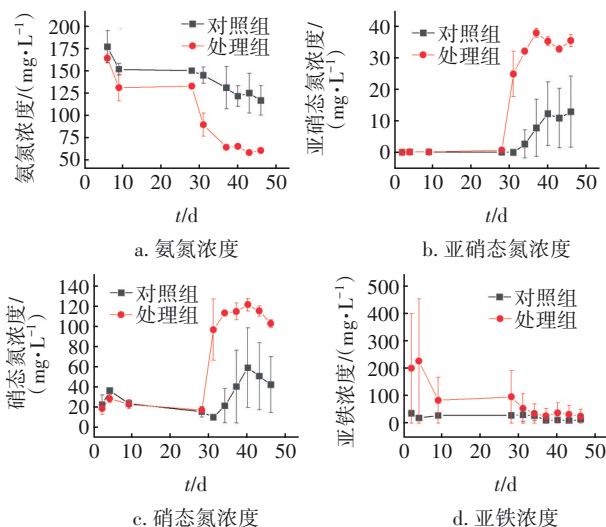 氨氮浓度/(mg·L⁻¹)
200
175
150
125
100
75
50
对照组
处理组
0 10 20 30 40 50
t/d
a. 氨氮浓度
亚硝态氮浓度/
(mg·L⁻¹)
40
30
20
10
0
对照组
处理组
0 10 20 30 40 50
t/d
b. 亚硝态氮浓度
硝态氮浓度/
(mg·L⁻¹)
140
120
100
80
60
40
20
0
对照组
处理组
0 10 20 30 40 50
t/d
c. 硝态氮浓度
亚铁浓度/(mg·L⁻¹)
500
400
300
200
100
0
对照组
处理组
0 10 20 30 40 50
t/d
d. 亚铁浓度